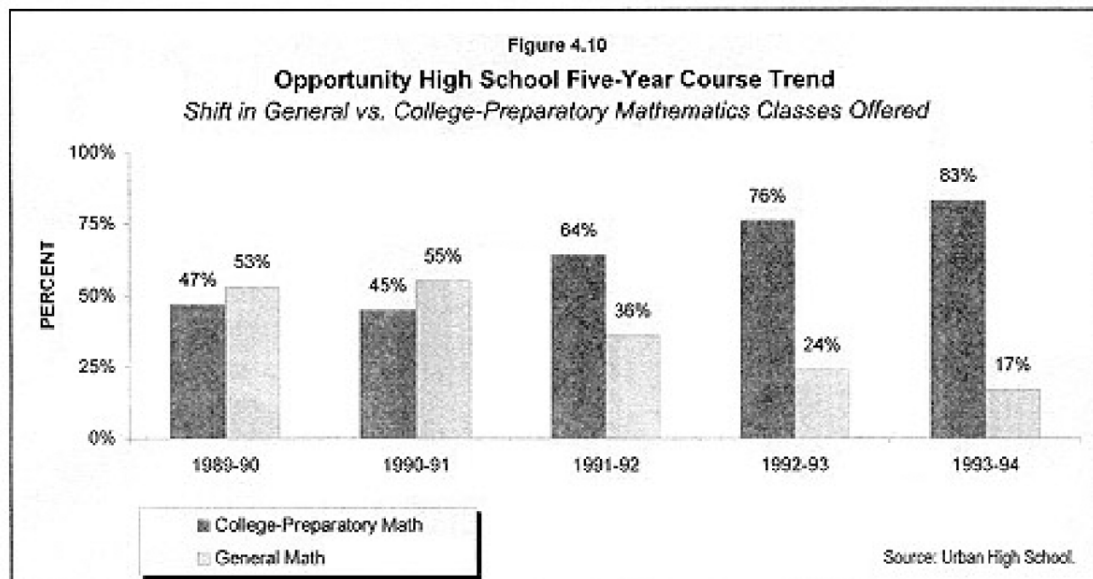 Figure 4.10
Opportunity High School Five-Year Course Trend
Shift in General vs. College-Preparatory Mathematics Classes Offered
PERCENT
100%
75%
50%
25%
0%
47% 53%
45% 55%
64% 36%
76% 24%
83% 17%
1989-90 1990-91 1991-92 1992-93 1993-94
College-Preparatory Math
General Math
Source: Urban High School.